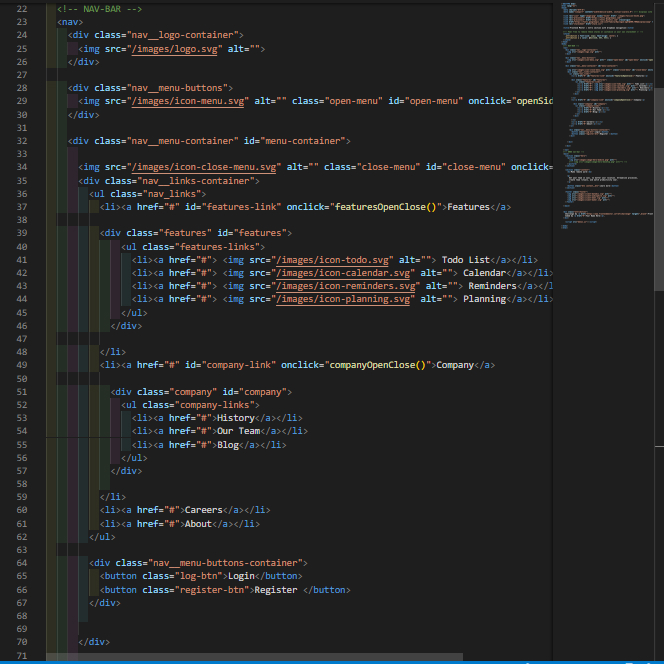 22 <!-- NAV-BAR -->
23 <nav>
24 <div class="nav__logo-container">
25 <img src="/images/logo.svg" alt="">
26 </div>
27
28 <div class="nav__menu-buttons">
29 <img src="/images/icon-menu.svg" alt="" class="open-menu" id="open-menu" onclick="openSid
30 </div>
31
32 <div class="nav__menu-container" id="menu-container">
33
34 <img src="/images/icon-close-menu.svg" alt="" class="close-menu" id="close-menu" onclick=
35 <div class="nav__links-container">
36 <ul class="nav_links">
37 <li><a href="#" id="features-link" onclick="featuresOpenClose()">Features</a>
38
39 <div class="features" id="features">
40 <ul class="features-links">
41 <li><a href="#"> <img src="/images/icon-todo.svg" alt=""> Todo List</a></li>
42 <li><a href="#"> <img src="/images/icon-calendar.svg" alt=""> Calendar</a></li
43 <li><a href="#"> <img src="/images/icon-reminders.svg" alt=""> Reminders</a></l
44 <li><a href="#"> <img src="/images/icon-planning.svg" alt=""> Planning</a></li
45 </ul>
46 </div>
47
48 </li>
49 <li><a href="#" id="company-link" onclick="companyOpenClose()">Company</a>
50
51 <div class="company" id="company">
52 <ul class="company-links">
53 <li><a href="#">History</a></li>
54 <li><a href="#">Our Team</a></li>
55 <li><a href="#">Blog</a></li>
56 </ul>
57 </div>
58
59 </li>
60 <li><a href="#">Careers</a></li>
61 <li><a href="#">About</a></li>
62 </ul>
63
64 <div class="nav__menu-buttons-container">
65 <button class="log-btn">Login</button>
66 <button class="register-btn">Register </button>
67 </div>
68
69
70 </div>
71